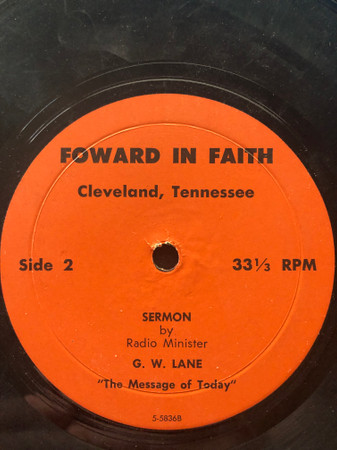 FOWARD IN FAITH
Cleveland, Tennessee
Side 2 33⅓ RPM
SERMON
by
Radio Minister
G. W. LANE
"The Message of Today"
S-5836B